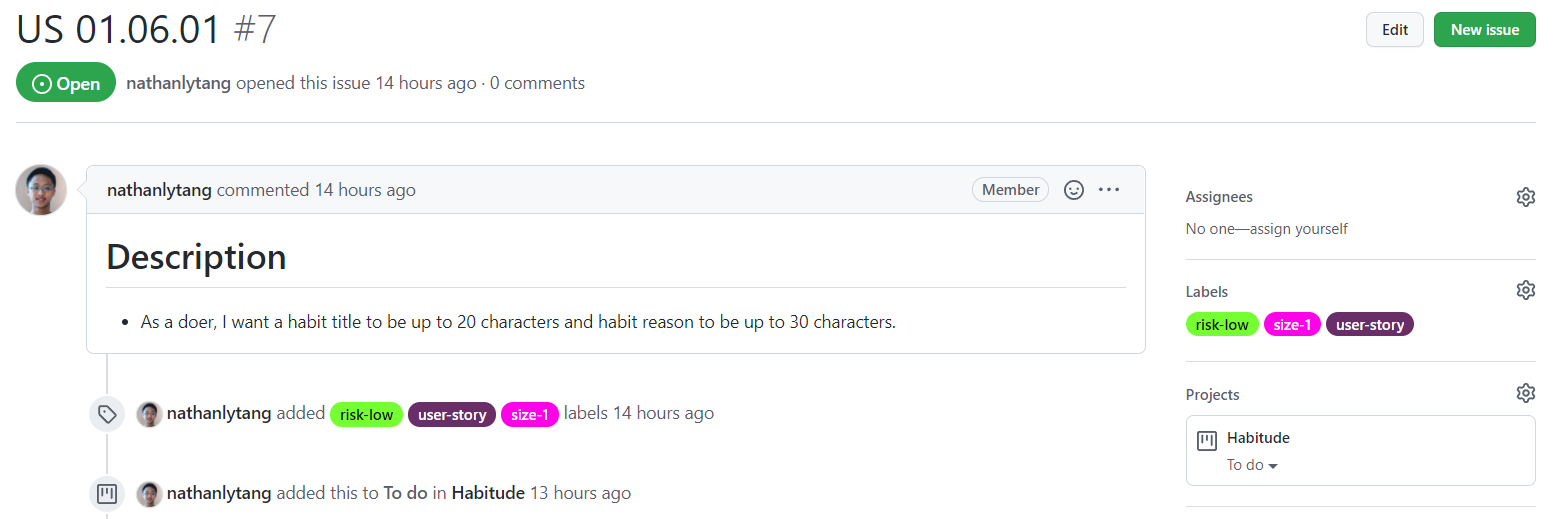 US 01.06.01 #7
Edit
New issue
Open
nathanlytang opened this issue 14 hours ago · 0 comments
nathanlytang commented 14 hours ago
Member
Description
• As a doer, I want a habit title to be up to 20 characters and habit reason to be up to 30 characters.
nathanlytang added risk-low user-story size-1 labels 14 hours ago
nathanlytang added this to To do in Habitude 13 hours ago
Assignees
No one—assign yourself
Labels
risk-low size-1 user-story
Projects
Habitude
To do